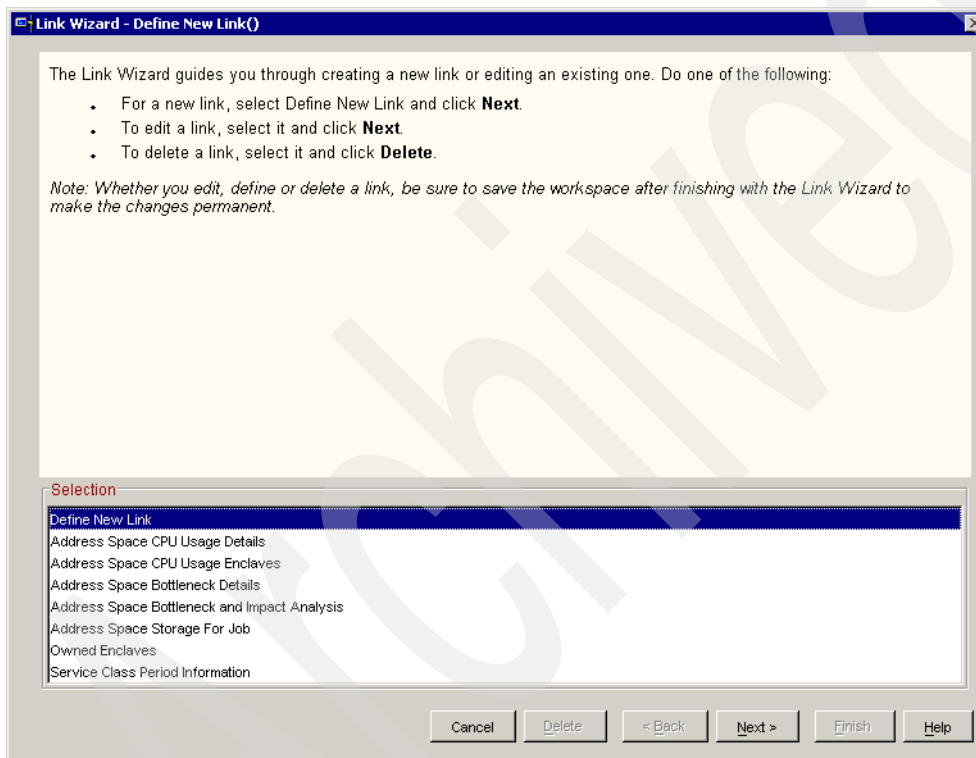 Link Wizard - Define New Link()
The Link Wizard guides you through creating a new link or editing an existing one. Do one of the following:
• For a new link, select Define New Link and click Next.
• To edit a link, select it and click Next.
• To delete a link, select it and click Delete.
Note: Whether you edit, define or delete a link, be sure to save the workspace after finishing with the Link Wizard to
make the changes permanent.
Selection
Define New Link
Address Space CPU Usage Details
Address Space CPU Usage Enclaves
Address Space Bottleneck Details
Address Space Bottleneck and Impact Analysis
Address Space Storage For Job
Owned Enclaves
Service Class Period Information
Cancel Delete < Back Next > Finish Help
Archived